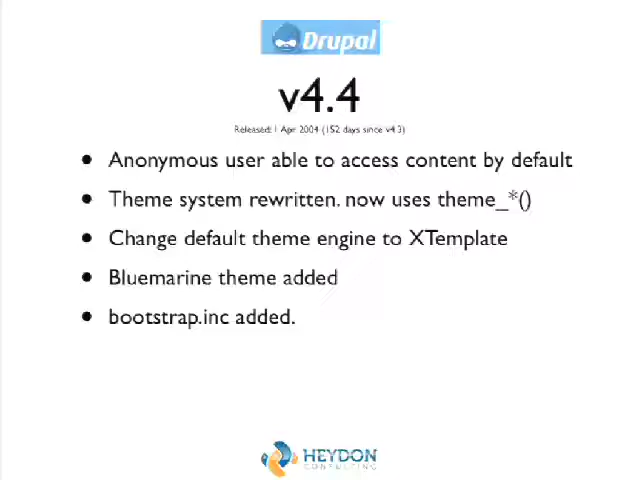 Drupal
v4.4
Released: 1 Apr 2004 (152 days since v4.3)
• Anonymous user able to access content by default
• Theme system rewritten. now uses theme_*()
• Change default theme engine to XTemplate
• Bluemarine theme added
• bootstrap.inc added.
HEYDON
CONSULTING